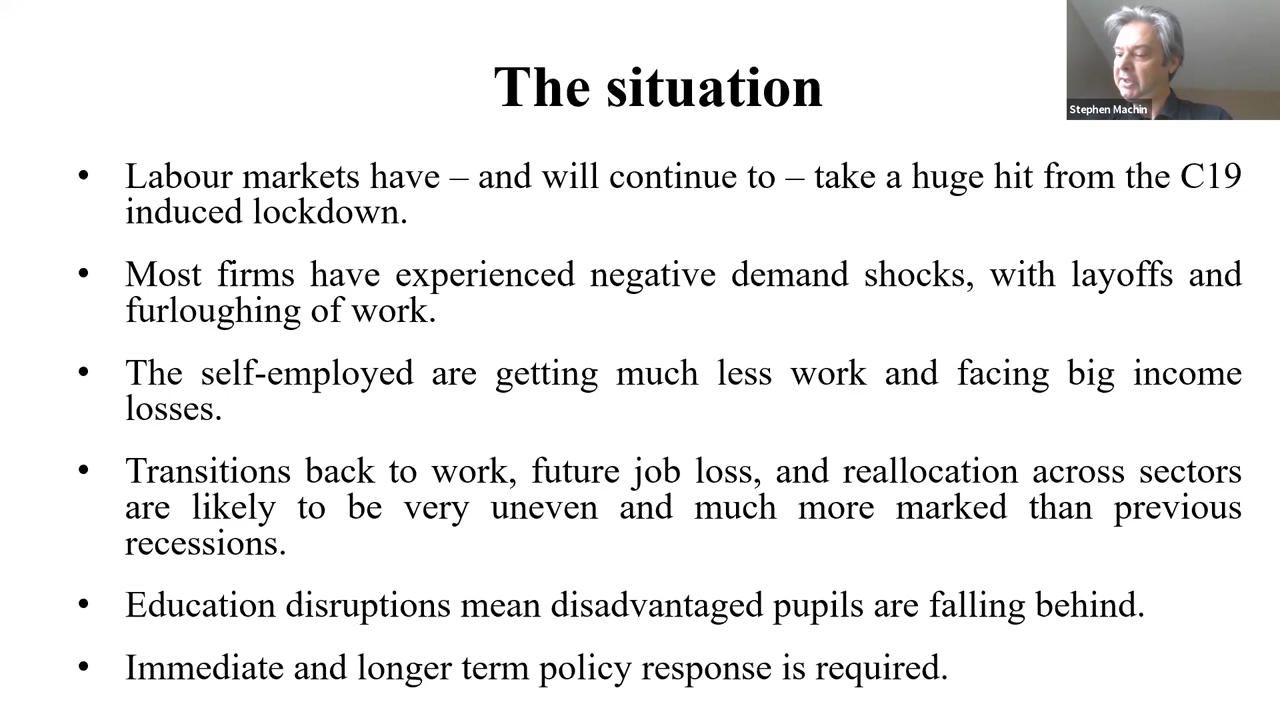 The situation
Stephen Machin
• Labour markets have – and will continue to – take a huge hit from the C19
induced lockdown.
• Most firms have experienced negative demand shocks, with layoffs and
furloughing of work.
• The self-employed are getting much less work and facing big income
losses.
• Transitions back to work, future job loss, and reallocation across sectors
are likely to be very uneven and much more marked than previous
recessions.
• Education disruptions mean disadvantaged pupils are falling behind.
• Immediate and longer term policy response is required.